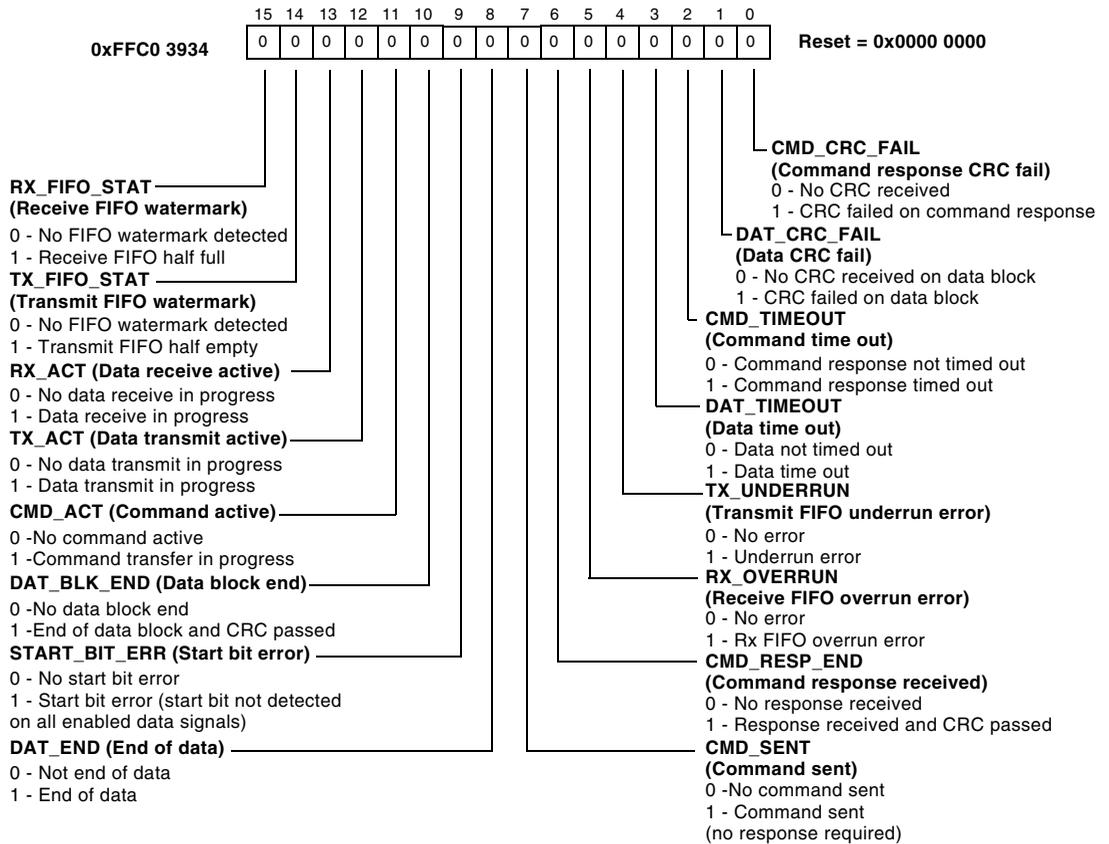 15 14 13 12 11 10 9 8 7 6 5 4 3 2 1 0
0xFFC0 3934
0 0 0 0 0 0 0 0 0 0 0 0 0 0 0 0
Reset = 0x0000 0000
RX_FIFO_STAT
(Receive FIFO watermark)
0 - No FIFO watermark detected
1 - Receive FIFO half full
TX_FIFO_STAT
(Transmit FIFO watermark)
0 - No FIFO watermark detected
1 - Transmit FIFO half empty
RX_ACT (Data receive active)
0 - No data receive in progress
1 - Data receive in progress
TX_ACT (Data transmit active)
0 - No data transmit in progress
1 - Data transmit in progress
CMD_ACT (Command active)
0 -No command active
1 -Command transfer in progress
DAT_BLK_END (Data block end)
0 -No data block end
1 -End of data block and CRC passed
START_BIT_ERR (Start bit error)
0 - No start bit error
1 - Start bit error (start bit not detected
on all enabled data signals)
DAT_END (End of data)
0 - Not end of data
1 - End of data
CMD_CRC_FAIL
(Command response CRC fail)
0 - No CRC received
1 - CRC failed on command response
DAT_CRC_FAIL
(Data CRC fail)
0 - No CRC received on data block
1 - CRC failed on data block
CMD_TIMEOUT
(Command time out)
0 - Command response not timed out
1 - Command response timed out
DAT_TIMEOUT
(Data time out)
0 - Data not timed out
1 - Data time out
TX_UNDERRUN
(Transmit FIFO underrun error)
0 - No error
1 - Underrun error
RX_OVERRUN
(Receive FIFO overrun error)
0 - No error
1 - Rx FIFO overrun error
CMD_RESP_END
(Command response received)
0 - No response received
1 - Response received and CRC passed
CMD_SENT
(Command sent)
0 -No command sent
1 - Command sent
(no response required)